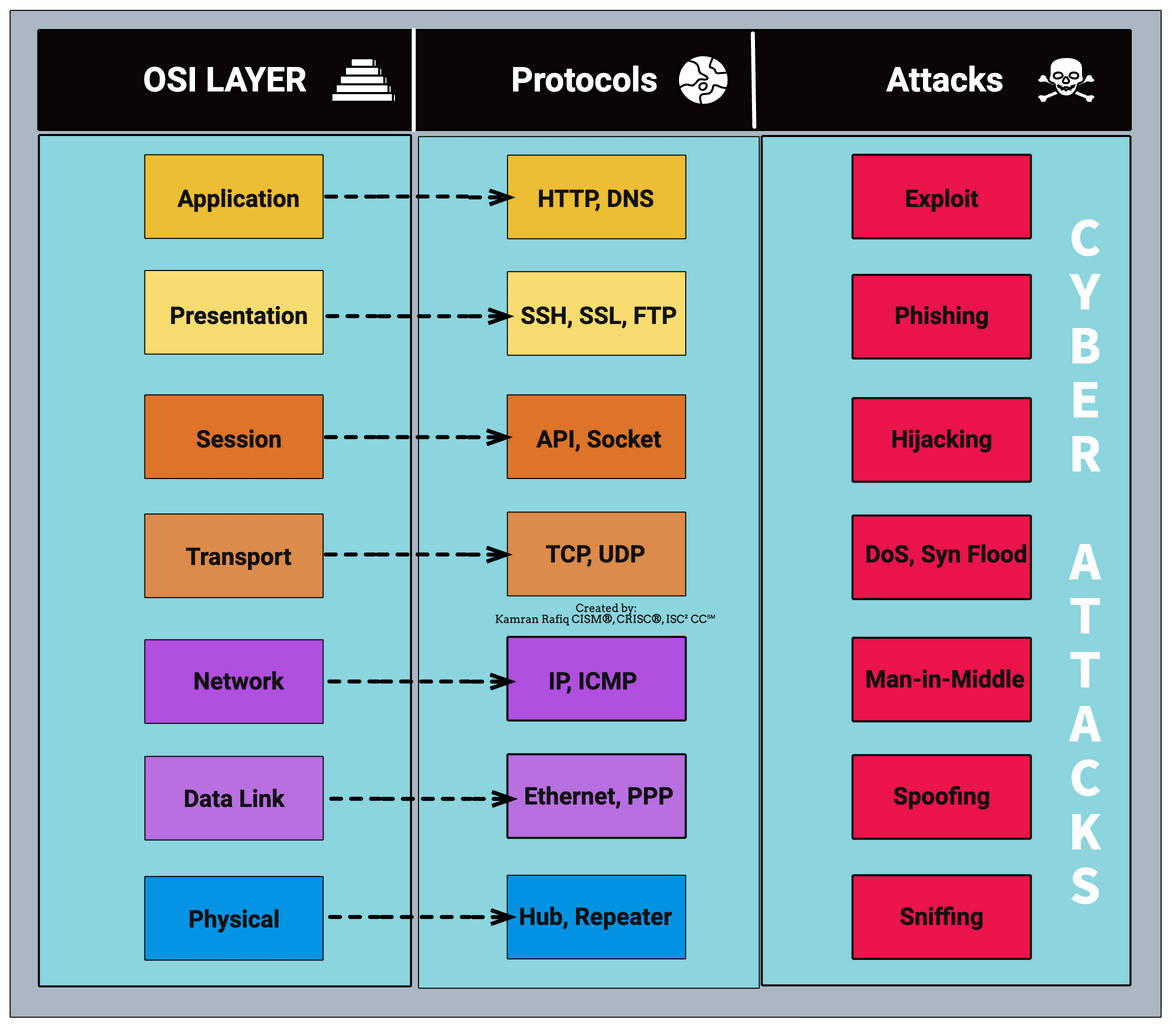 OSI LAYER
Protocols
Attacks
Application
HTTP, DNS
Exploit
Presentation
SSH, SSL, FTP
Phishing
Session
API, Socket
Hijacking
Transport
TCP, UDP
DoS, Syn Flood
Created by:
Kamran Rafiq CISM®, CRISC®, ISC² CC℠
Network
IP, ICMP
Man-in-Middle
Data Link
Ethernet, PPP
Spoofing
Physical
Hub, Repeater
Sniffing
CYBER ATTACKS